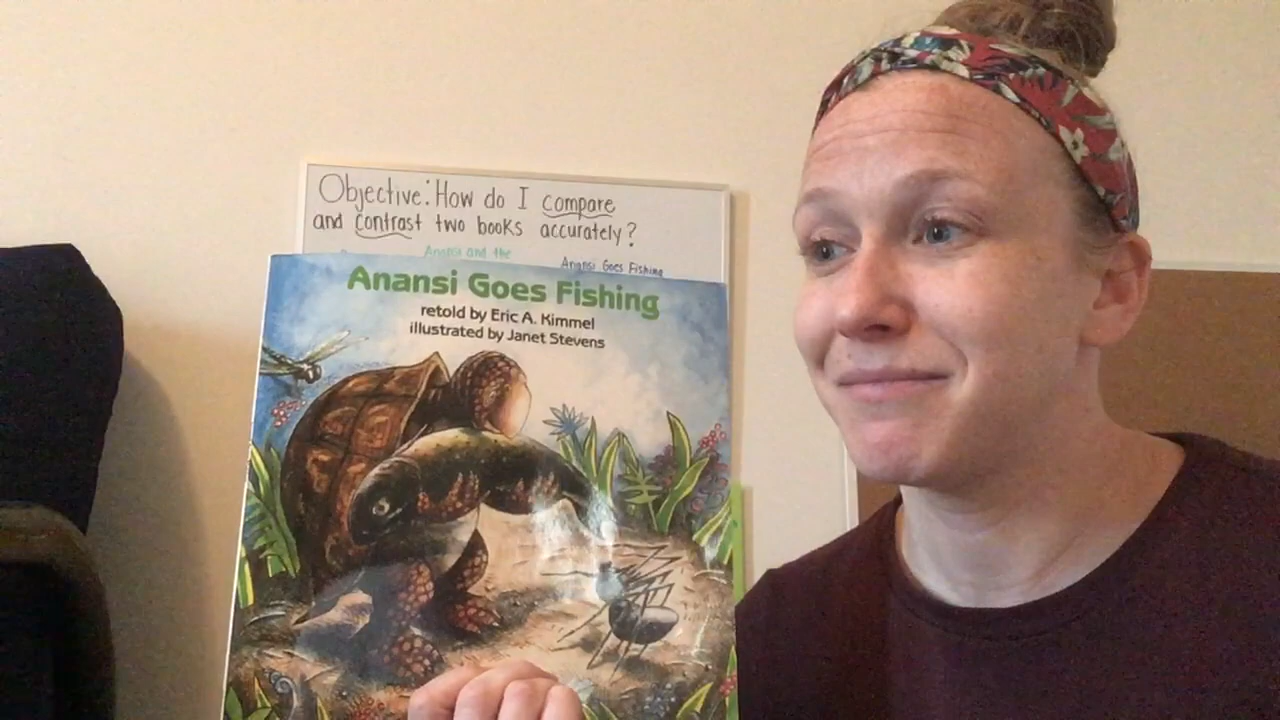 Objective: How do I compare
and contrast two books accurately?
Anansi and the
Anansi Goes Fishing
Anansi Goes Fishing
retold by Eric A. Kimmel
illustrated by Janet Stevens